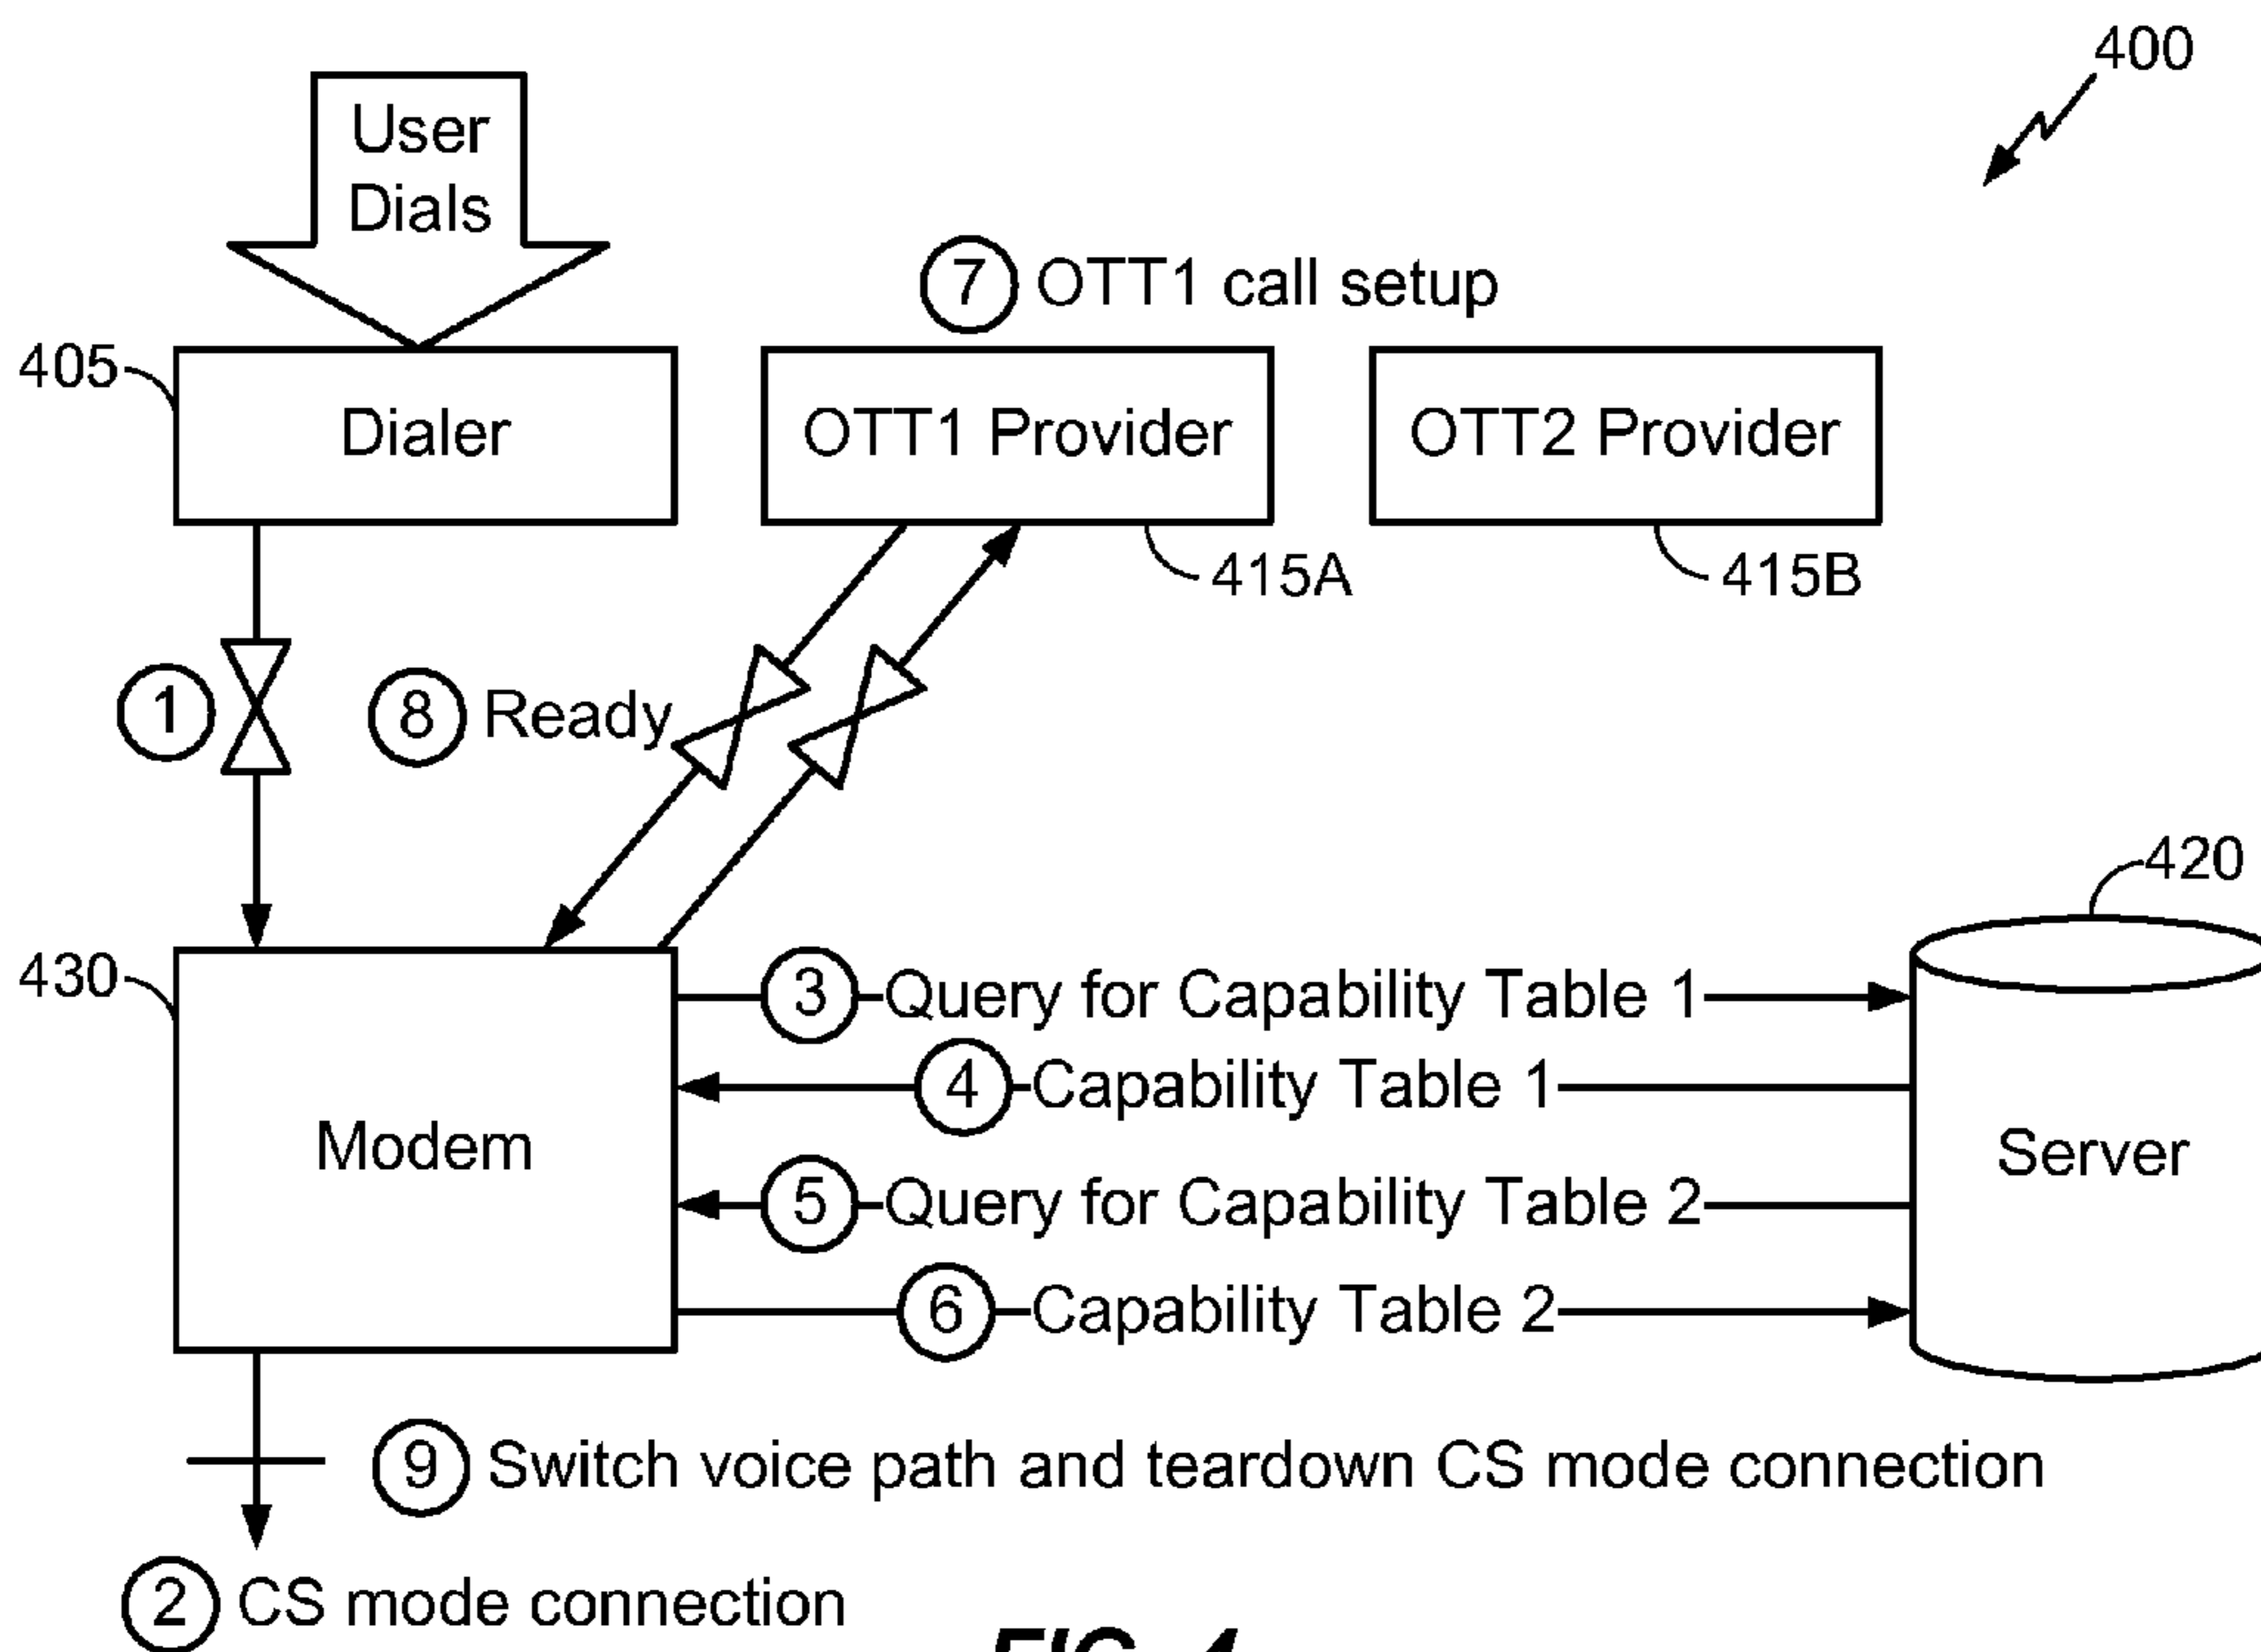 400
User
Dials
7 OTT1 call setup
405
Dialer
OTT1 Provider
OTT2 Provider
415A
415B
1
8 Ready
420
430
Modem
3 Query for Capability Table 1
4 Capability Table 1
5 Query for Capability Table 2
6 Capability Table 2
Server
9 Switch voice path and teardown CS mode connection
2 CS mode connection
FIG. 4